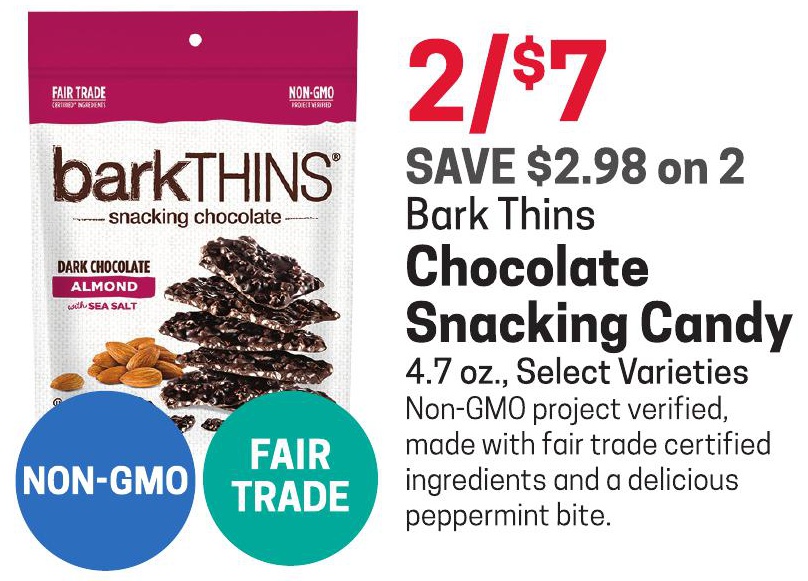 FAIR TRADE
CERTIFIED™ INGREDIENTS
NON-GMO
PROJECT VERIFIED
barkTHINS®
snacking chocolate
DARK CHOCOLATE
ALMOND
with SEA SALT
NON-GMO
FAIR
TRADE
2/$7
SAVE $2.98 on 2
Bark Thins
Chocolate
Snacking Candy
4.7 oz., Select Varieties
Non-GMO project verified,
made with fair trade certified
ingredients and a delicious
peppermint bite.